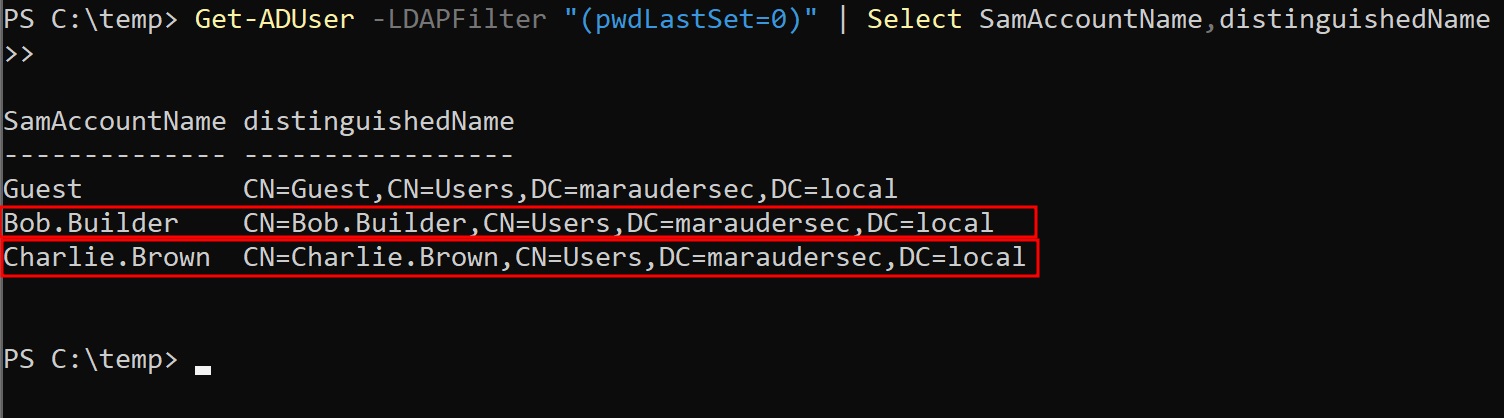 PS C:\temp> Get-ADUser -LDAPFilter "(pwdLastSet=0)" | Select SamAccountName,distinguishedName
>>
SamAccountName distinguishedName
-------------- -----------------
Guest          CN=Guest,CN=Users,DC=maraudersec,DC=local
Bob.Builder    CN=Bob.Builder,CN=Users,DC=maraudersec,DC=local
Charlie.Brown  CN=Charlie.Brown,CN=Users,DC=maraudersec,DC=local
PS C:\temp>